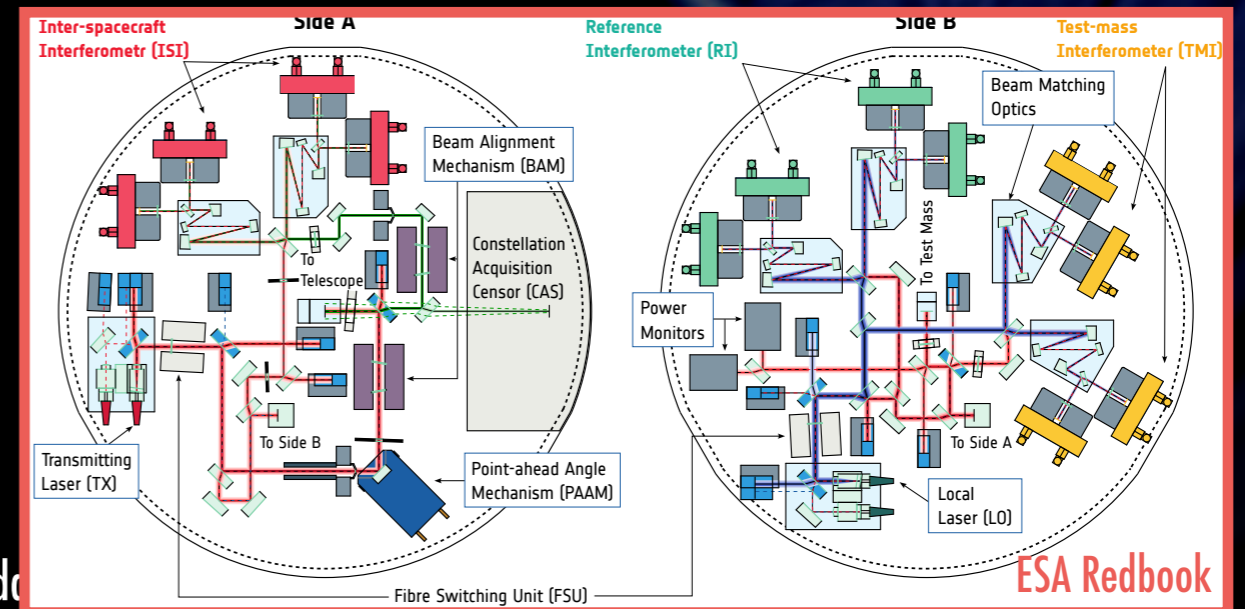 Side A
Side B
Inter-spacecraft
Interferometr (ISI)
Reference
Interferometer (RI)
Test-mass
Interferometer (TMI)
Beam Matching
Optics
Beam Alignment
Mechanism (BAM)
To
Telescope
Constellation
Acquisition
Censor (CAS)
To Test Mass
Power
Monitors
To Side B
To Side A
Transmitting
Laser (TX)
Point-ahead Angle
Mechanism (PAAM)
Local
Laser (LO)
Fibre Switching Unit (FSU)
ESA Redbook